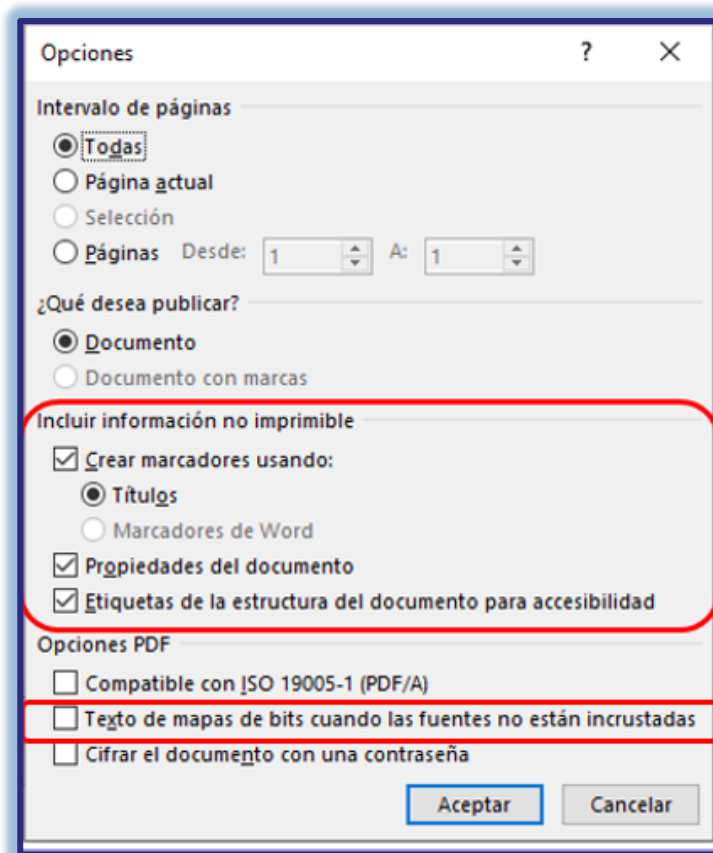 Opciones ?
Intervalo de páginas
Todas
Página actual
Selección
Páginas Desde: 1 A: 1
¿Qué desea publicar?
Documento
Documento con marcas
Incluir información no imprimible
Crear marcadores usando:
Títulos
Marcadores de Word
Propiedades del documento
Etiquetas de la estructura del documento para accesibilidad
Opciones PDF
Compatible con ISO 19005-1 (PDF/A)
Texto de mapas de bits cuando las fuentes no están incrustadas
Cifrar el documento con una contraseña
Aceptar Cancelar